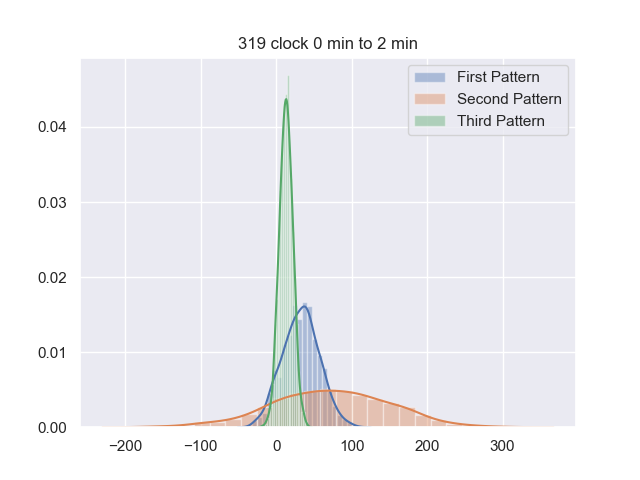 319 clock 0 min to 2 min
First Pattern
Second Pattern
Third Pattern
0.04
0.03
0.02
0.01
0.00
−200 −100 0 100 200 300